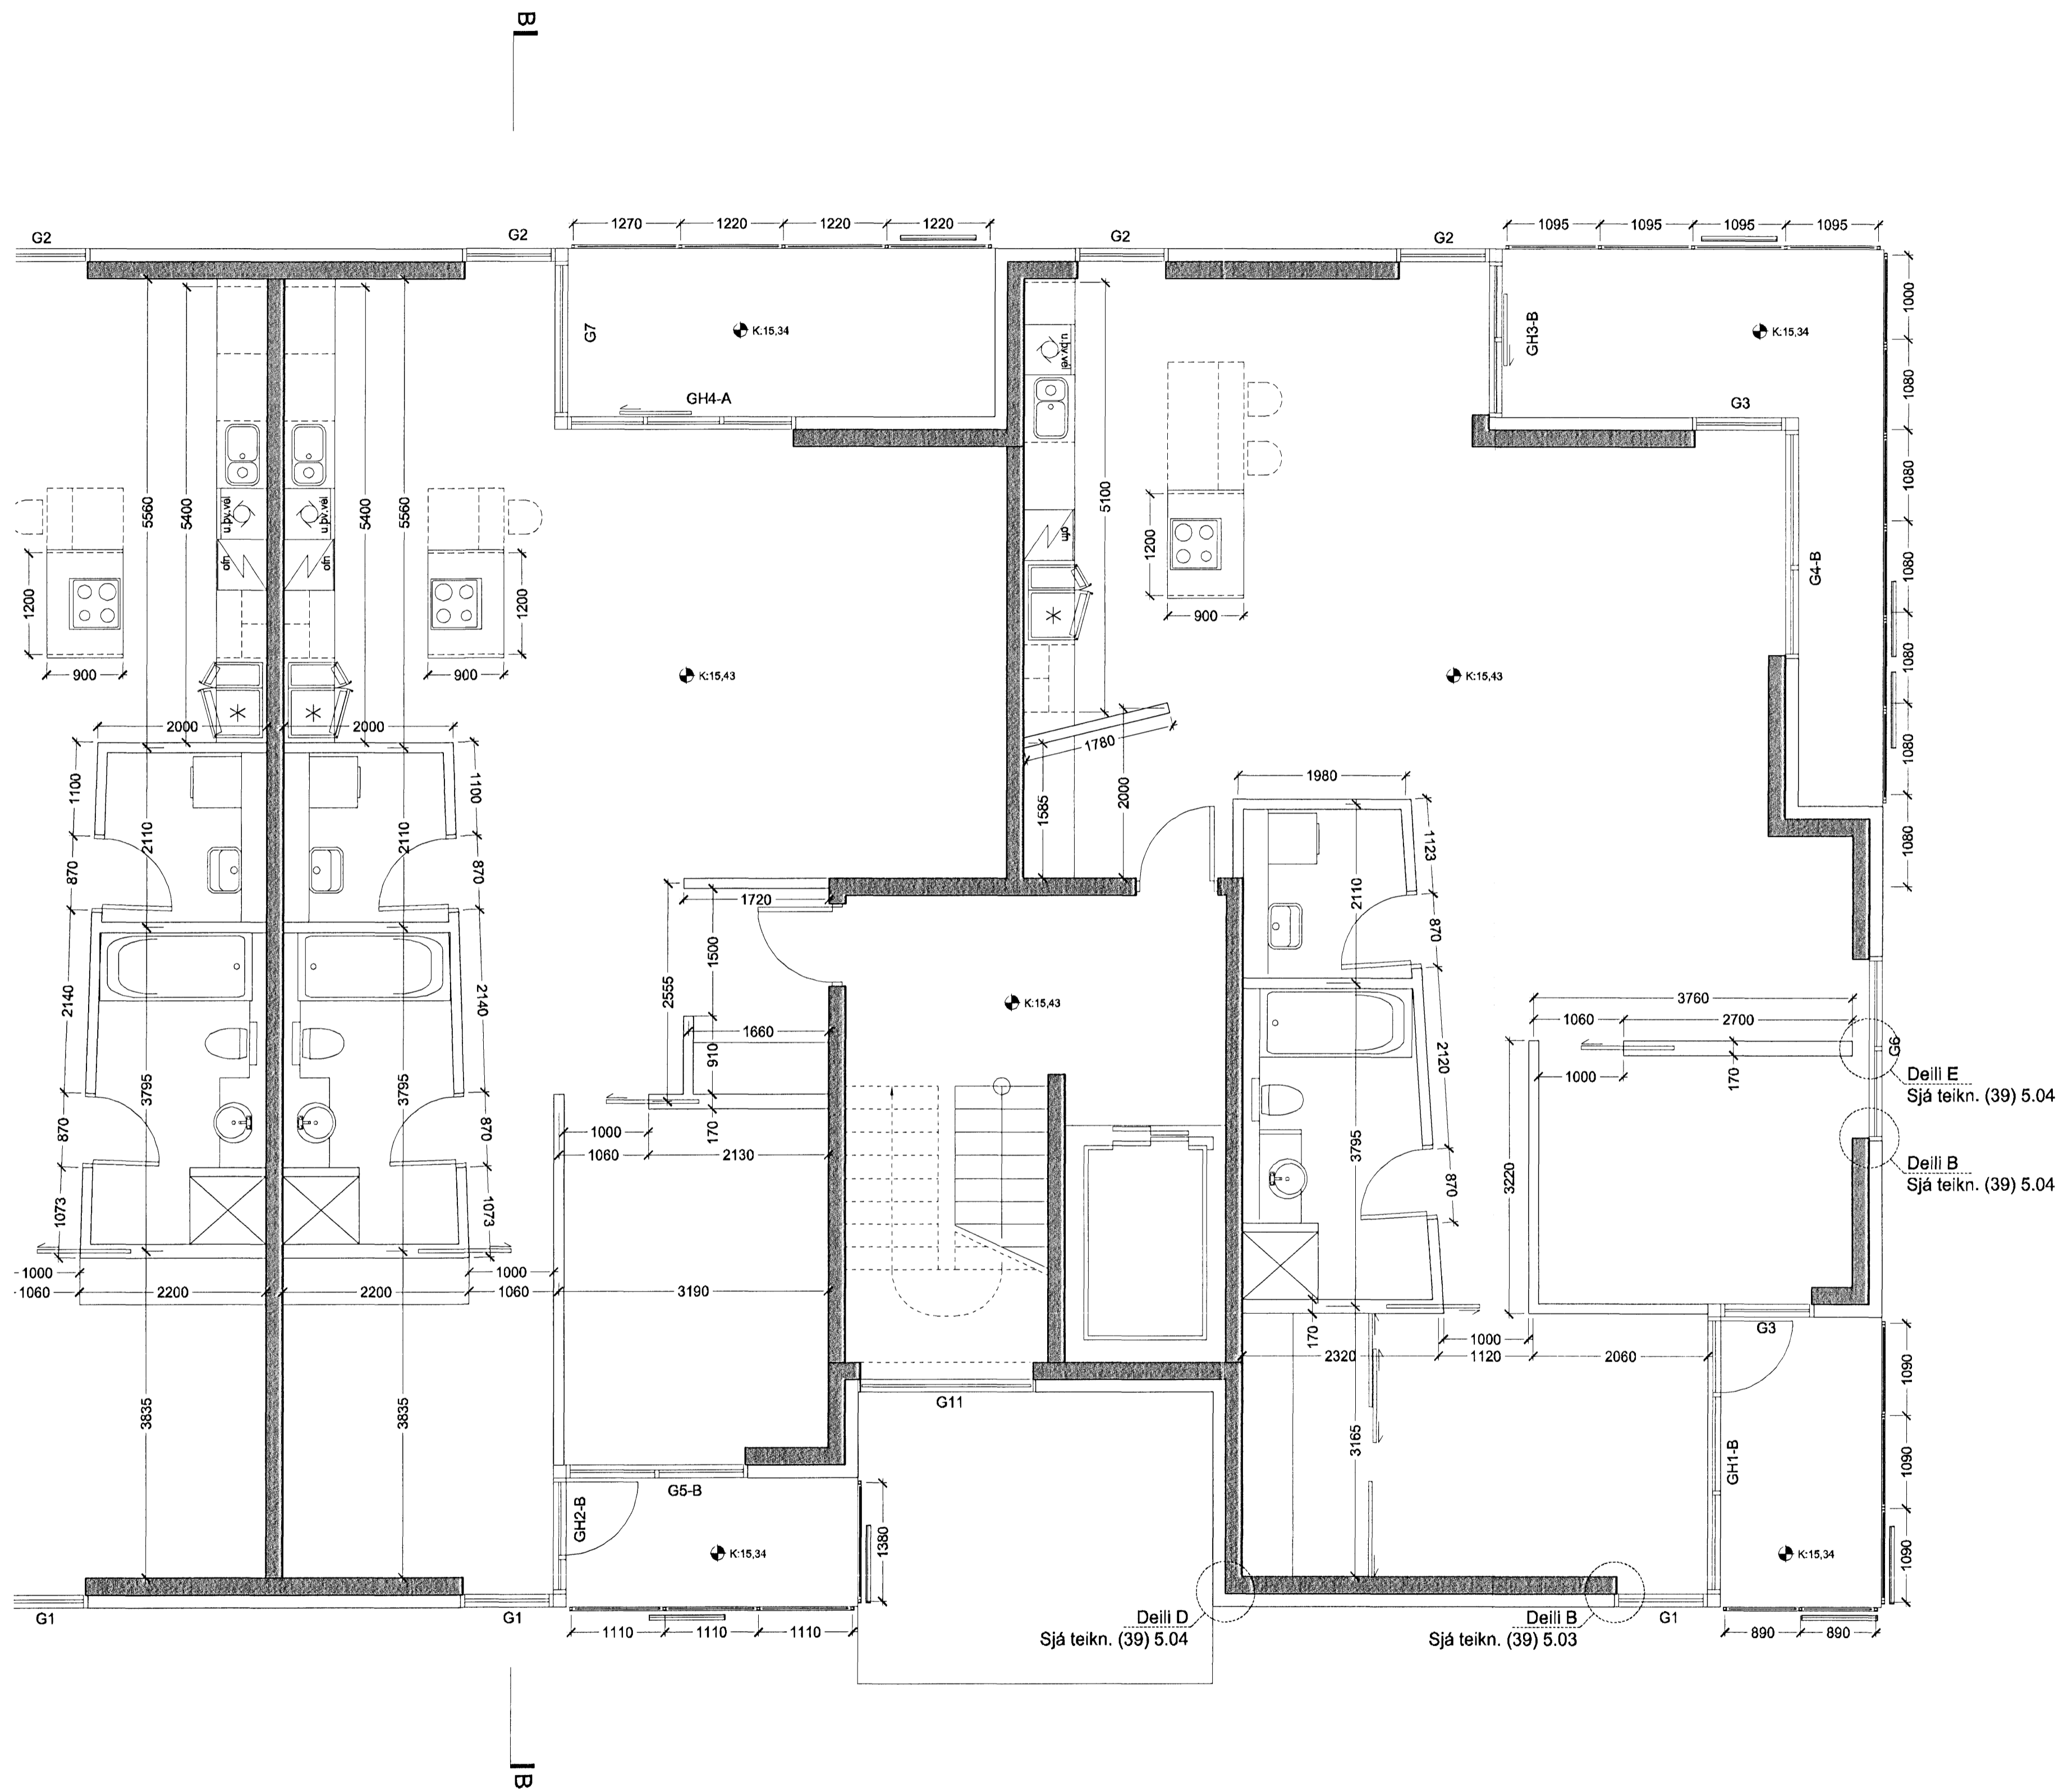 B
1270 1220 1220 1220
1095 1095 1095 1095
G2 G2 G2 G2
G7
K:15,34
GH3-B
K:15,34
1000
GH4-A
G3
1080
1080
5560 5400 5400 5560
u.þv.vél u.þv.vél
ofn ofn
u.þv.vél
ofn
5100
1200 1200 1200
900 900 900
G4-B
1080
1080
K:15,43 K:15,43
2000 2000
1780
1585 2000
1080
1080
1100 2110 2110 1100
870 870
1980
1123
2110
870
1720
1500
2555
1660
910
170
K:15,43
2140 3795 3795 2140
870 870
1073 1073
1000
1060 2130
2120
3795
870
3760
1060 2700
1000
170
G6
Deili E
Sjá teikn. (39) 5.04
Deili B
Sjá teikn. (39) 5.04
3220
1000 1000
1060 2200 2200 1060 3190
170
1000
2320 1120 2060
G3
3835 3835
G11
3165
GH1-B
1090
1090
1090
G5-B
GH2-B
K:15,34
1380
K:15,34
G1 G1
1110 1110 1110
Deili D
Sjá teikn. (39) 5.04
Deili B
Sjá teikn. (39) 5.03
G1
890 890
B